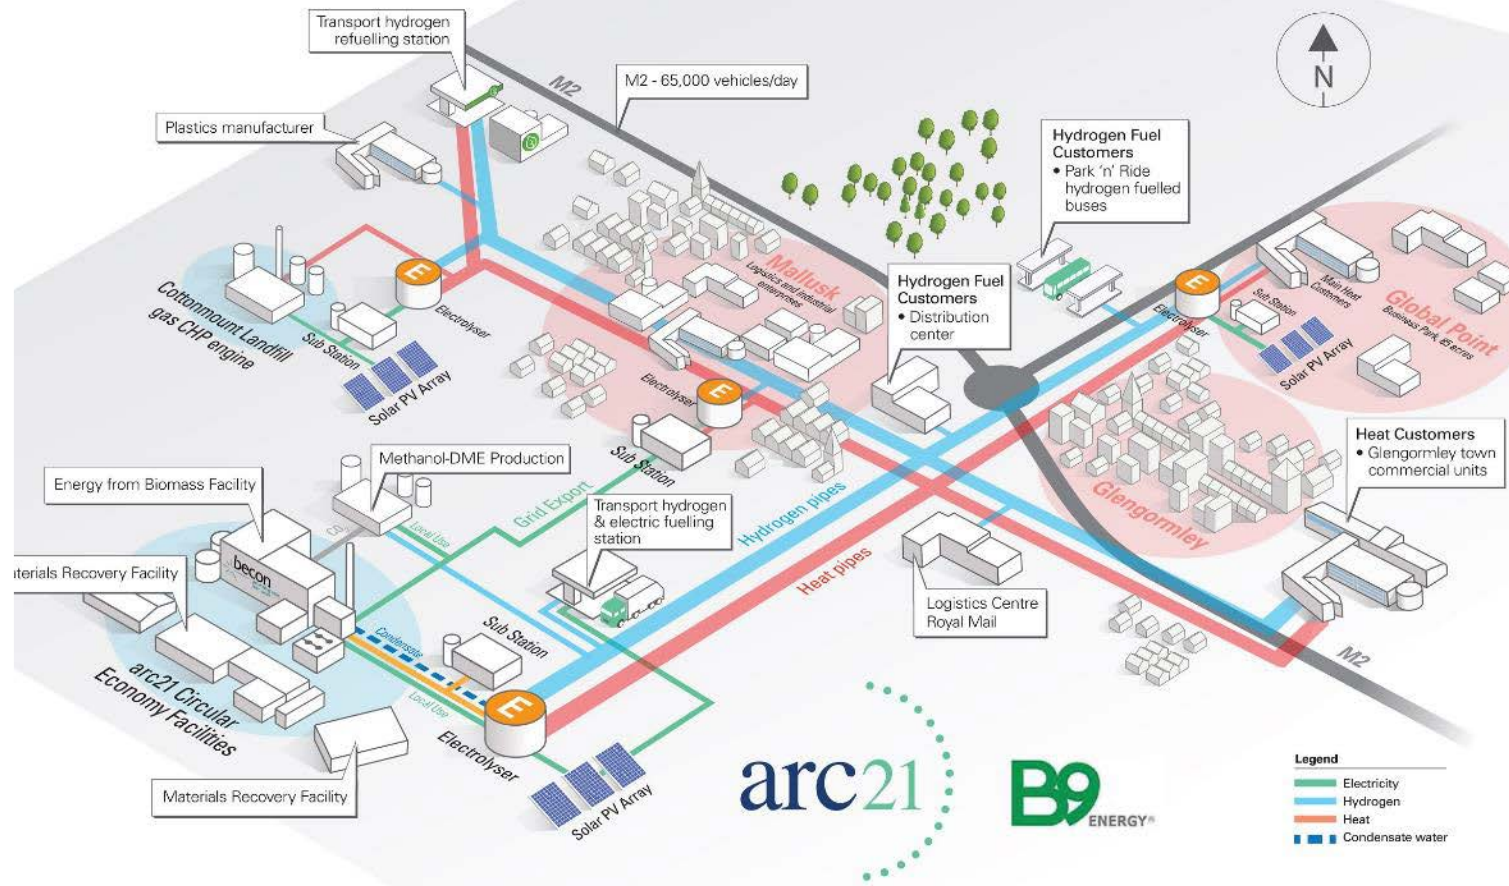 Transport hydrogen
refuelling station
M2
M2 - 65,000 vehicles/day
N
Plastics manufacturer
Hydrogen Fuel
Customers
• Park 'n' Ride
hydrogen fuelled
buses
Mallusk
Logistics and industrial
enterprises
Hydrogen Fuel
Customers
• Distribution
center
E
Electrolyser
Sub Station
Solar PV Array
Main Heat
Customers
Global Point
Business Park, 85 acres
Cottonmount Landfill
gas CHP engine
E
Electrolyser
Sub Station
Solar PV Array
Electrolyser
E
Sub Station
Heat Customers
• Glengormley town
commercial units
Glengormley
Methanol-DME Production
Energy from Biomass Facility
CO₂
Local Use
Grid Export
Transport hydrogen
& electric fuelling
station
Hydrogen pipes
Heat pipes
becon
aterials Recovery Facility
Logistics Centre
Royal Mail
Condensate
Sub Station
Local Use
E
Electrolyser
Solar PV Array
arc21 Circular
Economy Facilities
Materials Recovery Facility
M2
arc21
B9
ENERGY®
Legend
Electricity
Hydrogen
Heat
Condensate water